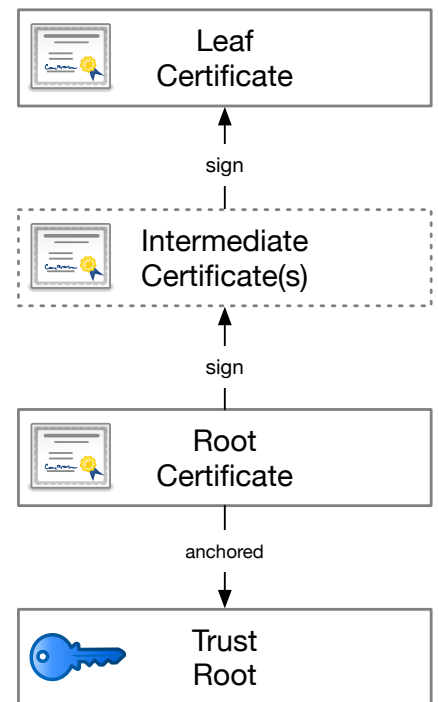 Leaf
Certificate
sign
Intermediate
Certificate(s)
sign
Root
Certificate
anchored
Trust
Root